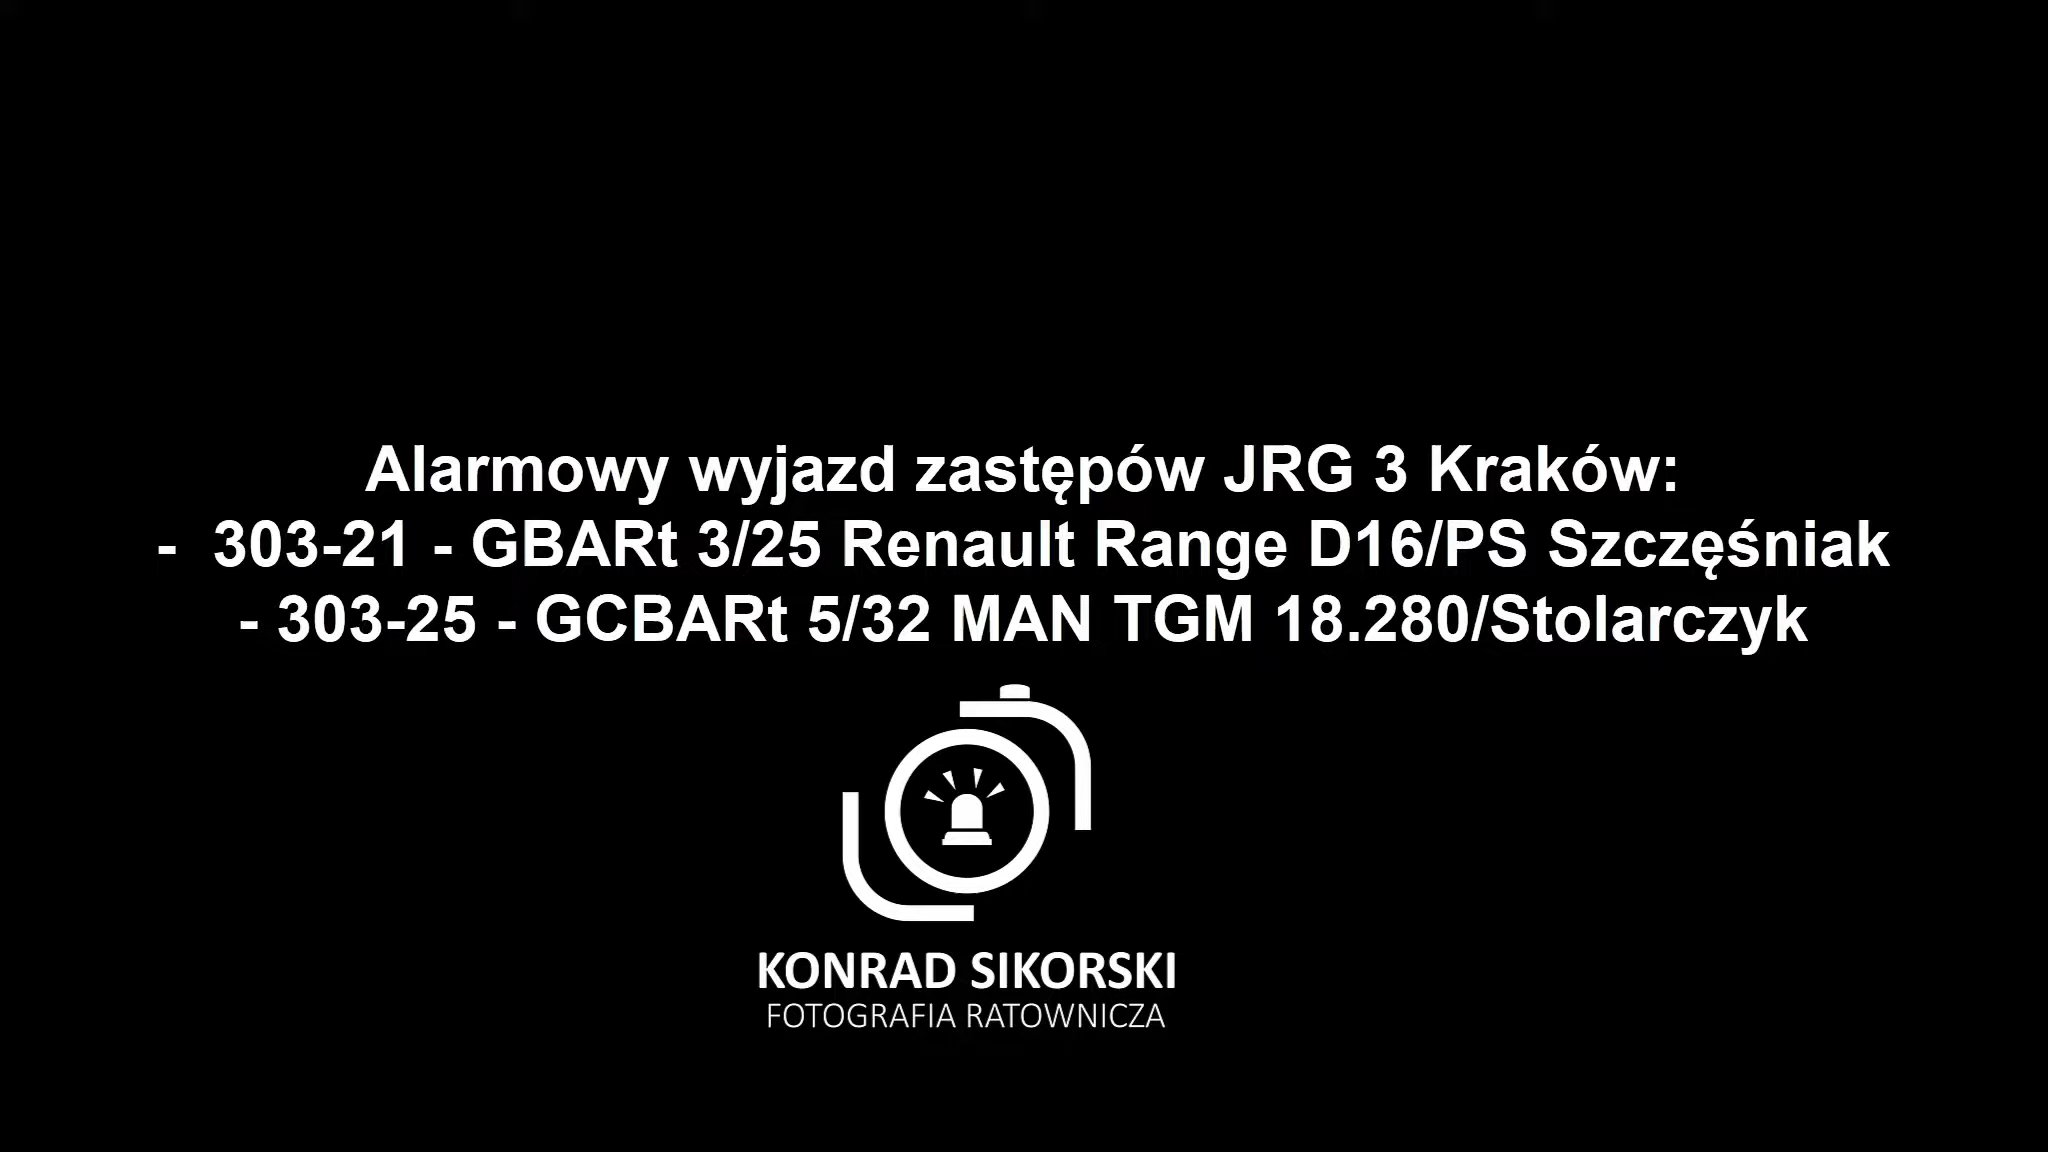 Alarmowy wyjazd zastępów JRG 3 Kraków:
-  303-21 - GBARt 3/25 Renault Range D16/PS Szczęśniak
- 303-25 - GCBARt 5/32 MAN TGM 18.280/Stolarczyk
KONRAD SIKORSKI
FOTOGRAFIA RATOWNICZA